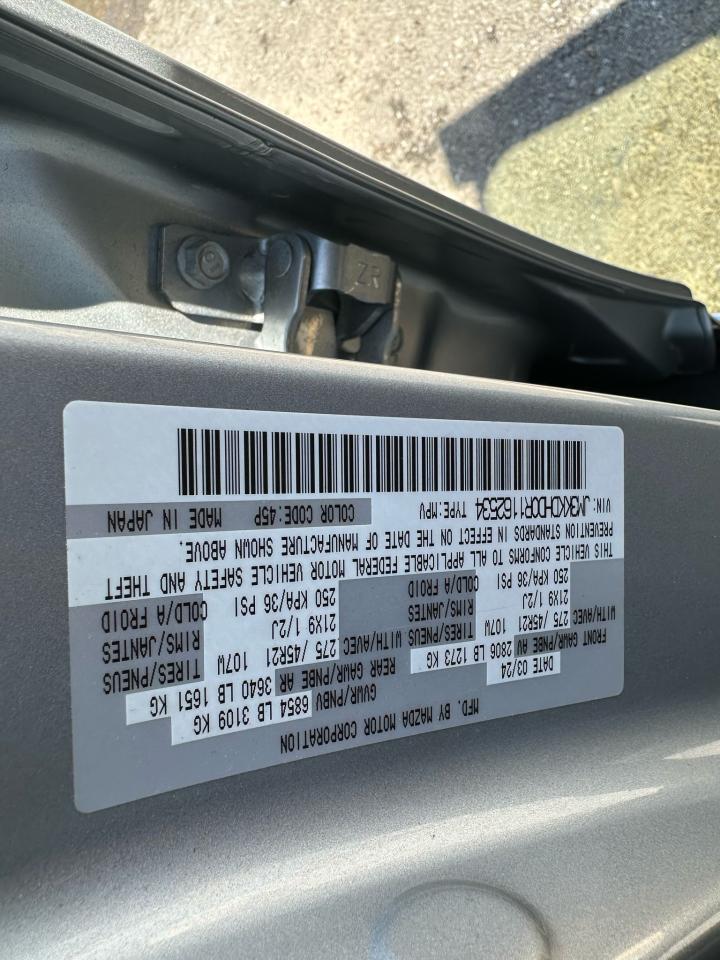 MFD. BY MAZDA MOTOR CORPORATION
DATE 03/24
GVWR/PNBV 6854 LB 3109 KG
FRONT GAWR/PNBE AV 2806 LB 1273 KG
REAR GAWR/PNBE AR 3640 LB 1651 KG
WITH/AVEC 275 /45R21 107W TIRES/PNEUS
WITH/AVEC 275 /45R21 107W TIRES/PNEUS
21X9 1/2J RIMS/JANTES
21X9 1/2J RIMS/JANTES
250 KPA/36 PSI COLD/A FROID
250 KPA/36 PSI COLD/A FROID
THIS VEHICLE CONFORMS TO ALL APPLICABLE FEDERAL MOTOR VEHICLE SAFETY AND THEFT
PREVENTION STANDARDS IN EFFECT ON THE DATE OF MANUFACTURE SHOWN ABOVE.
VIN: JM3KKDHD0R1162534 TYPE:MPV COLOR CODE:45P MADE IN JAPAN
ZR